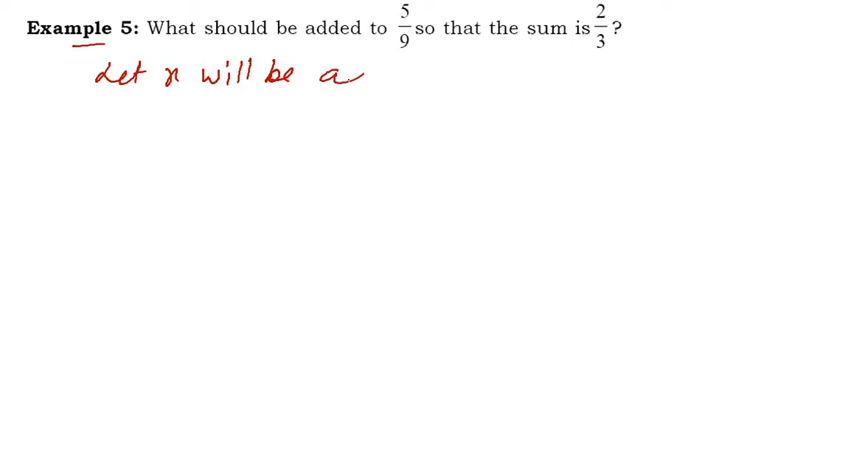 Example 5: What should be added to 5/9 so that the sum is 2/3?
Let x will be a